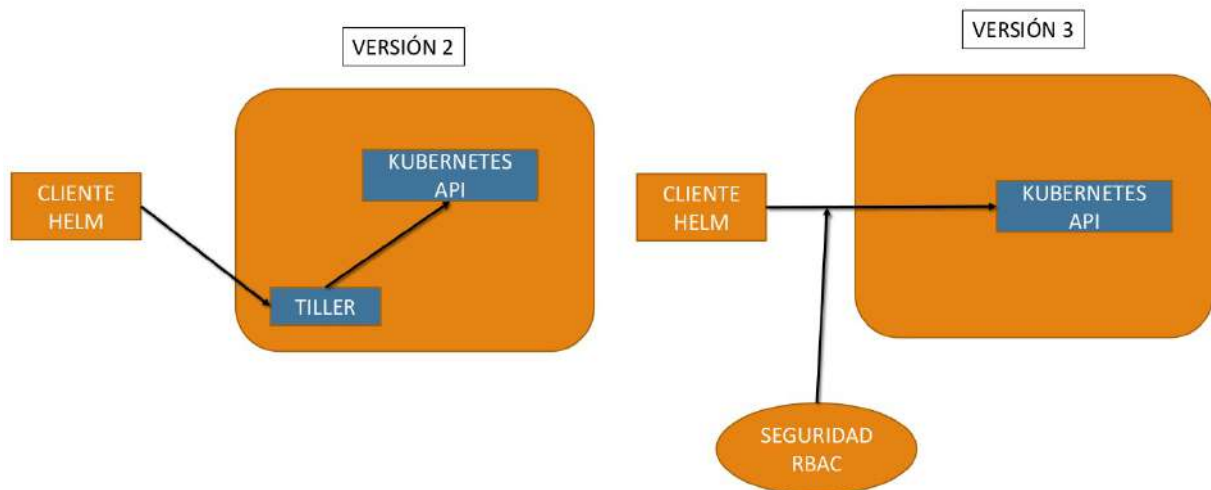 VERSIÓN 2
KUBERNETES
API
CLIENTE
HELM
TILLER
VERSIÓN 3
CLIENTE
HELM
KUBERNETES
API
SEGURIDAD
RBAC